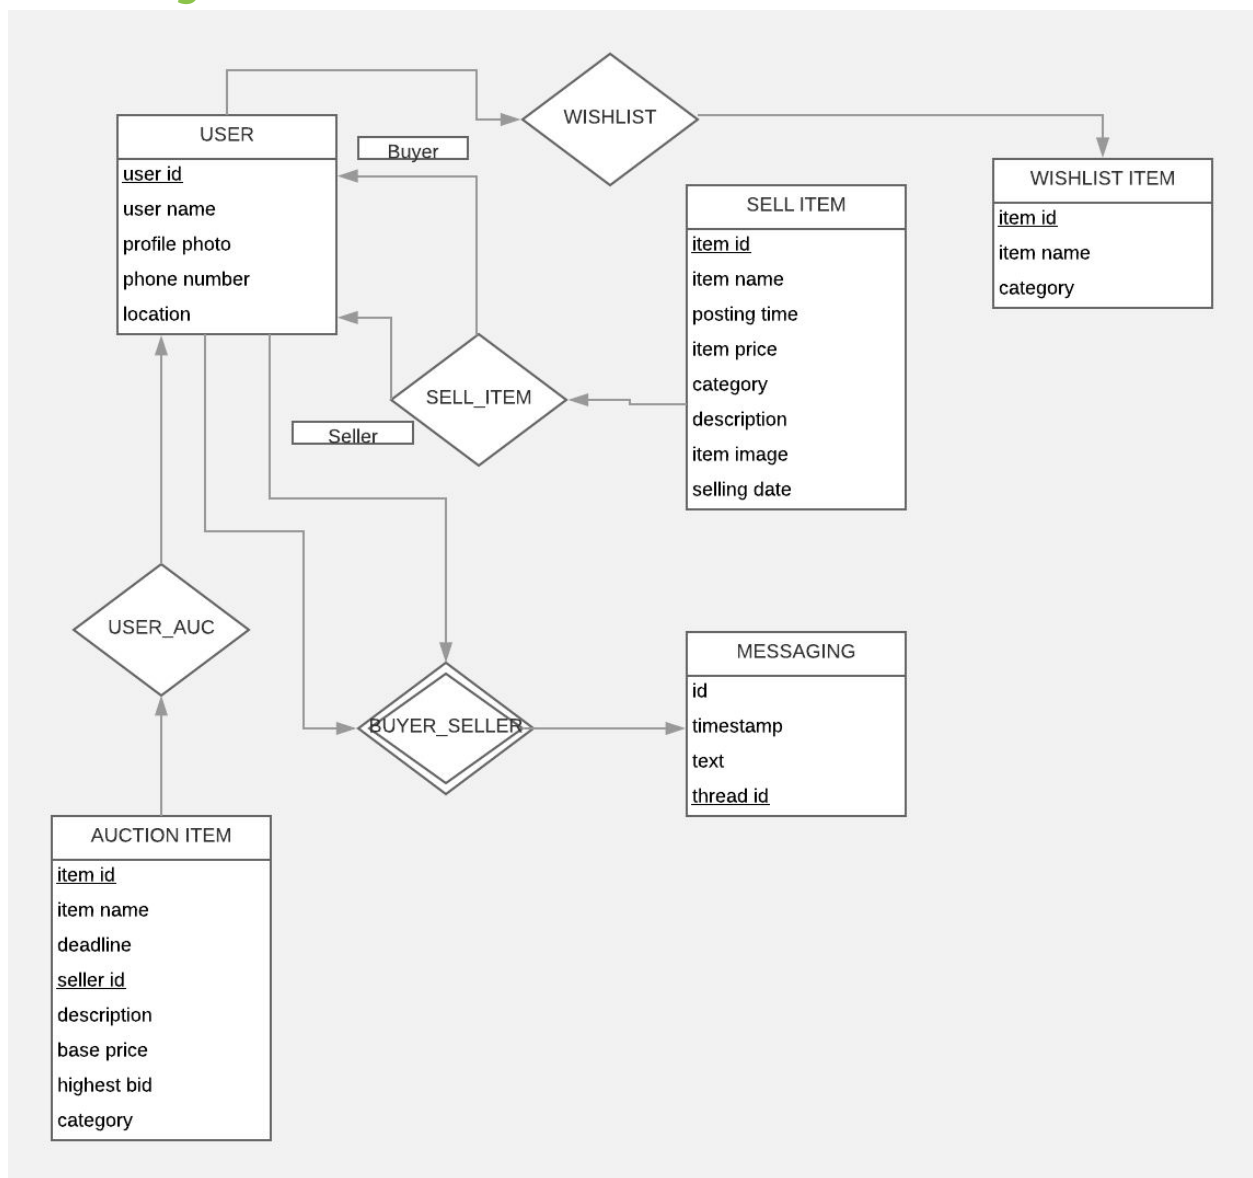 USER
user id
user name
profile photo
phone number
location
Buyer
WISHLIST
WISHLIST ITEM
item id
item name
category
SELL ITEM
item id
item name
posting time
item price
category
description
item image
selling date
SELL_ITEM
Seller
USER_AUC
BUYER_SELLER
MESSAGING
id
timestamp
text
thread id
AUCTION ITEM
item id
item name
deadline
seller id
description
base price
highest bid
category